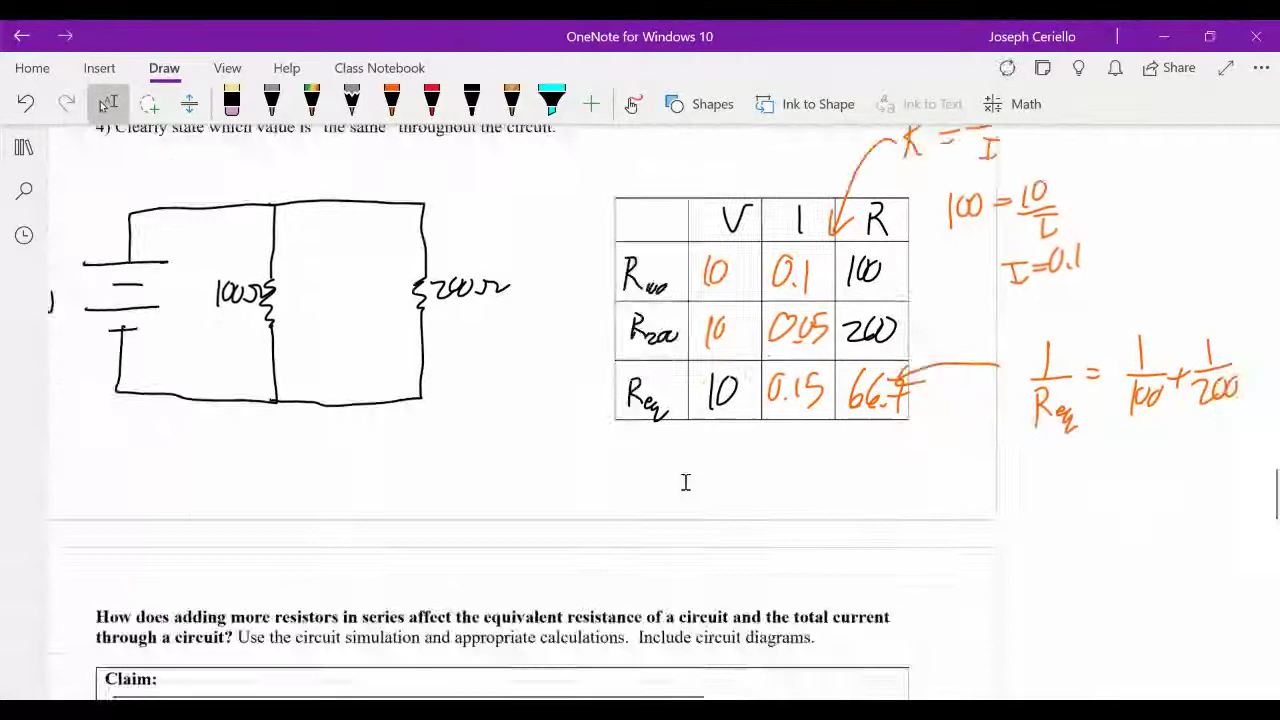 OneNote for Windows 10
Joseph Ceriello
Home Insert Draw View Help Class Notebook
Share
Shapes Ink to Shape Ink to Text Math
4) Clearly state which value is "the same" throughout the circuit.
R = I
100 = 10/I
I = 0.1
100Ω
200Ω
V I R
R100 10 0.1 100
R200 10 0.05 200
Req 10 0.15 66.7
1/Req = 1/100 + 1/200
How does adding more resistors in series affect the equivalent resistance of a circuit and the total current
through a circuit? Use the circuit simulation and appropriate calculations. Include circuit diagrams.
Claim: